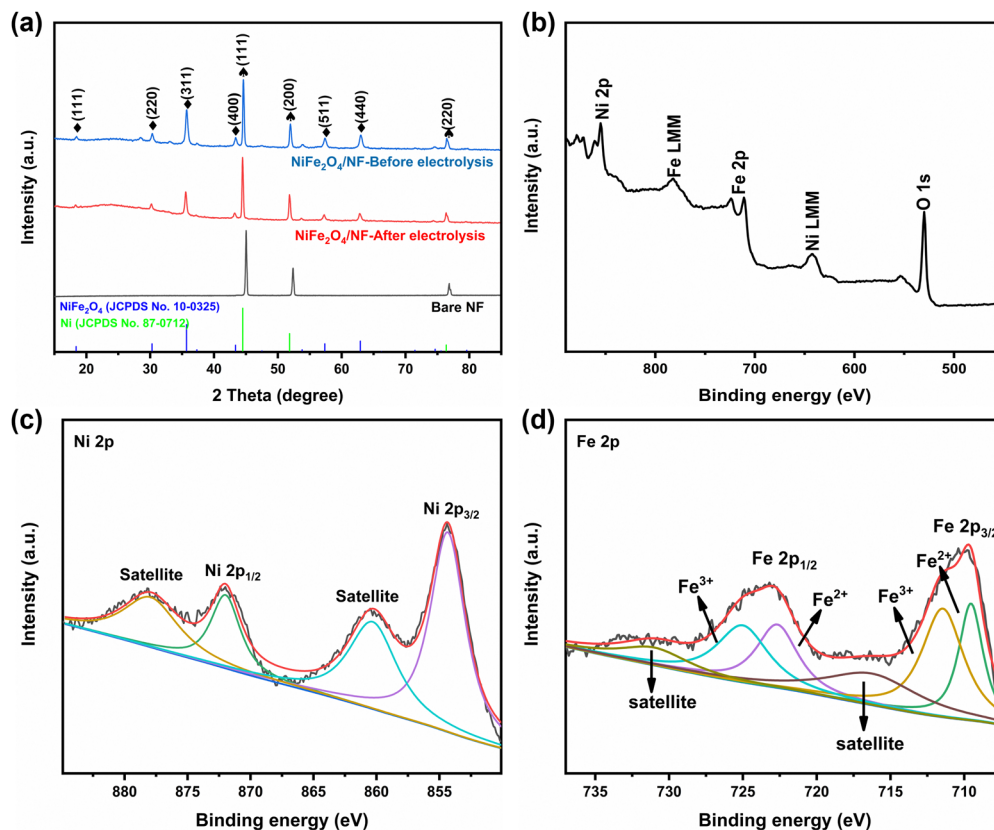 (a)
(111)
(220)
(311)
(400)
(111)
(200)
(511)
(440)
(220)
NiFe₂O₄/NF-Before electrolysis
NiFe₂O₄/NF-After electrolysis
Bare NF
NiFe₂O₄ (JCPDS No. 10-0325)
Ni (JCPDS No. 87-0712)
Intensity (a.u.)
20 30 40 50 60 70 80
2 Theta (degree)
(b)
Ni 2p
Fe LMM
Fe 2p
Ni LMM
O 1s
Intensity (a.u.)
800 700 600 500
Binding energy (eV)
(c)
Ni 2p
Satellite
Ni 2p₁/₂
Satellite
Ni 2p₃/₂
Intensity (a.u.)
880 875 870 865 860 855
Binding energy (eV)
(d)
Fe 2p
Fe³⁺
Fe 2p₁/₂
Fe²⁺
Fe³⁺
Fe²⁺
Fe 2p₃/₂
satellite
satellite
Intensity (a.u.)
735 730 725 720 715 710
Binding energy (eV)